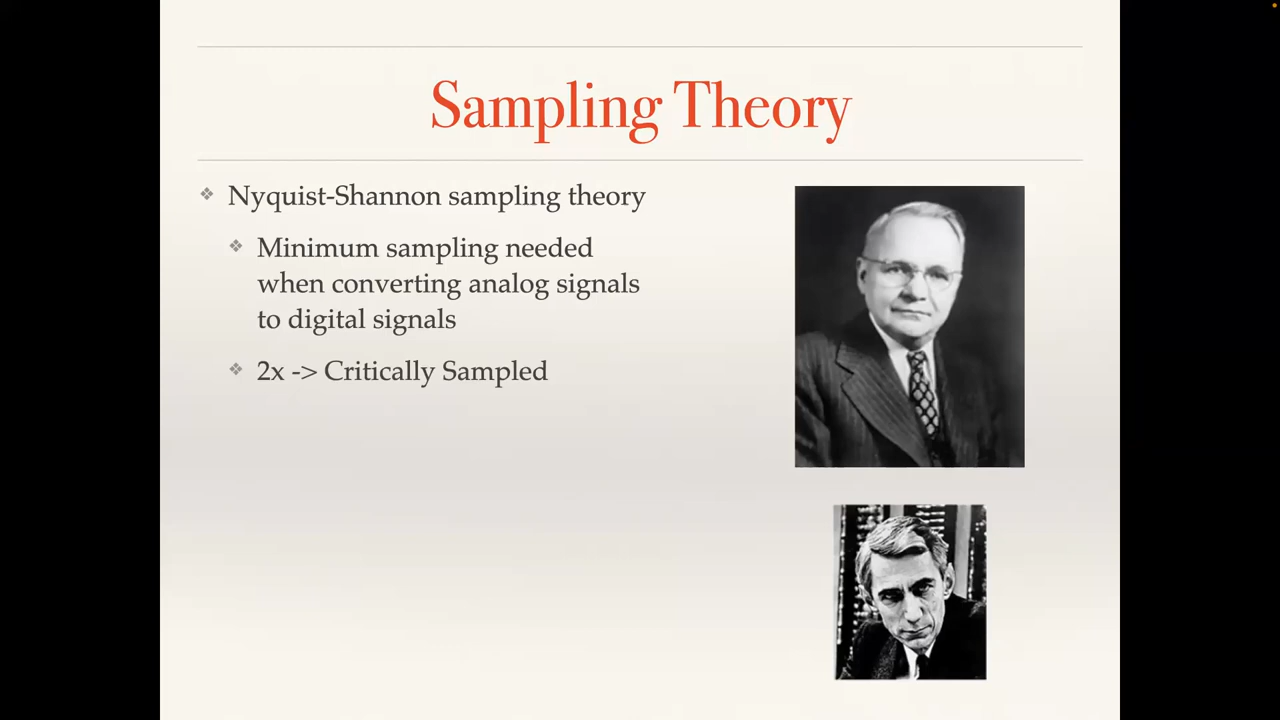 Sampling Theory
❖ Nyquist-Shannon sampling theory
❖ Minimum sampling needed
when converting analog signals
to digital signals
❖ 2x -> Critically Sampled